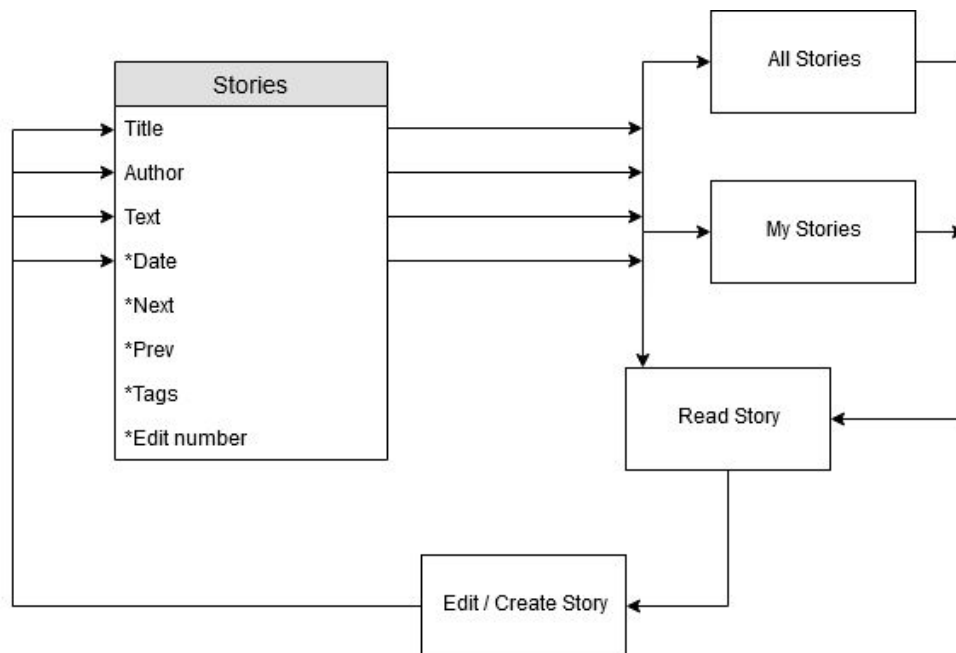 Stories
Title
Author
Text
*Date
*Next
*Prev
*Tags
*Edit number
All Stories
My Stories
Read Story
Edit / Create Story